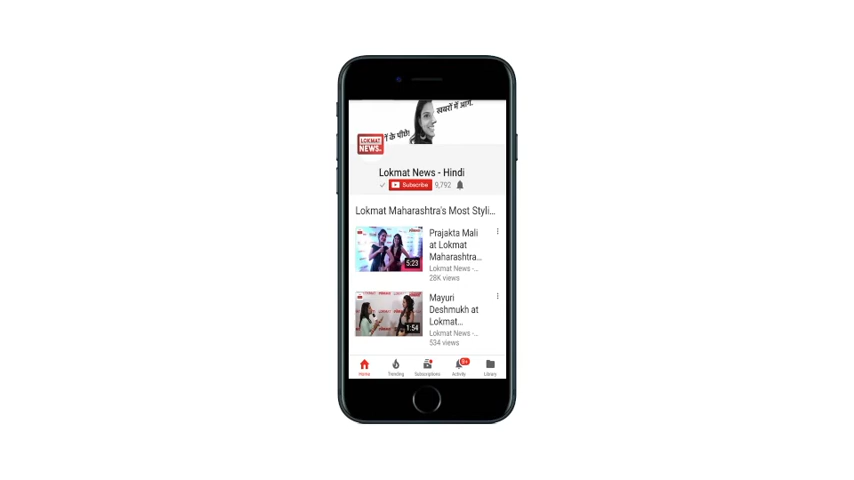 खबरों में आगे,
के पीछे!
LOKMAT
NEWS
Lokmat News - Hindi
Subscribe 9,792
Lokmat Maharashtra's Most Styli...
Prajakta Mali
at Lokmat
Maharashtra...
Lokmat News -...
28K views
5:23
Mayuri
Deshmukh at
Lokmat...
Lokmat News -...
534 views
1:54
Home Trending Subscriptions Activity Library
9+